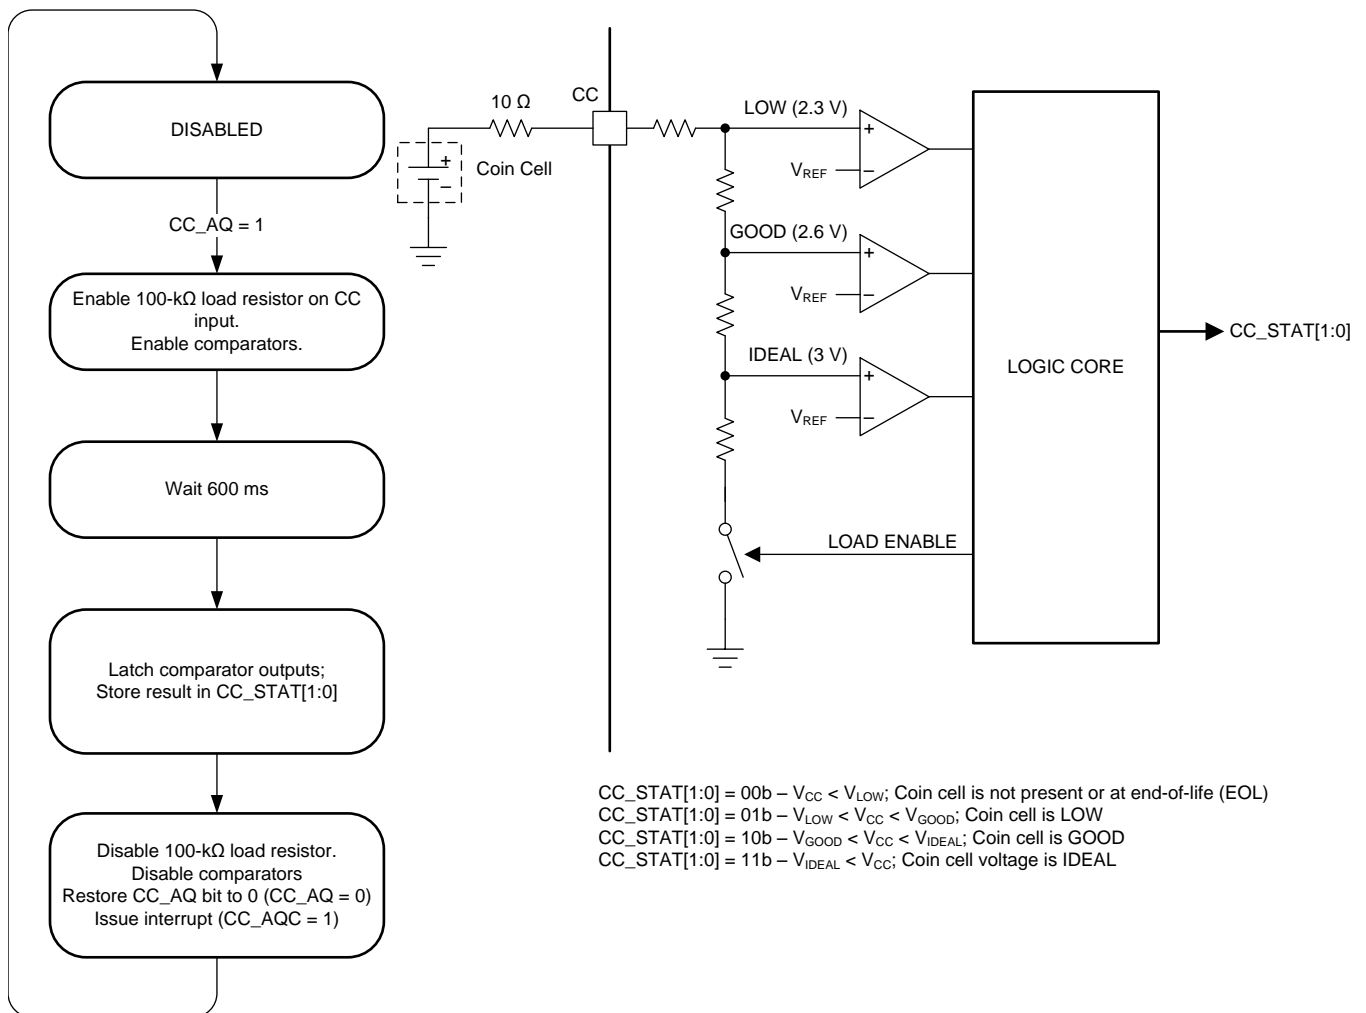 DISABLED
CC_AQ = 1
Enable 100-kΩ load resistor on CC
input.
Enable comparators.
Wait 600 ms
Latch comparator outputs;
Store result in CC_STAT[1:0]
Disable 100-kΩ load resistor.
Disable comparators
Restore CC_AQ bit to 0 (CC_AQ = 0)
Issue interrupt (CC_AQC = 1)
10 Ω
CC
+
−
Coin Cell
LOW (2.3 V)
+
VREF
−
GOOD (2.6 V)
+
VREF
−
IDEAL (3 V)
+
VREF
−
LOAD ENABLE
LOGIC CORE
CC_STAT[1:0]
CC_STAT[1:0] = 00b – VCC < VLOW; Coin cell is not present or at end-of-life (EOL)
CC_STAT[1:0] = 01b – VLOW < VCC < VGOOD; Coin cell is LOW
CC_STAT[1:0] = 10b – VGOOD < VCC < VIDEAL; Coin cell is GOOD
CC_STAT[1:0] = 11b – VIDEAL < VCC; Coin cell voltage is IDEAL